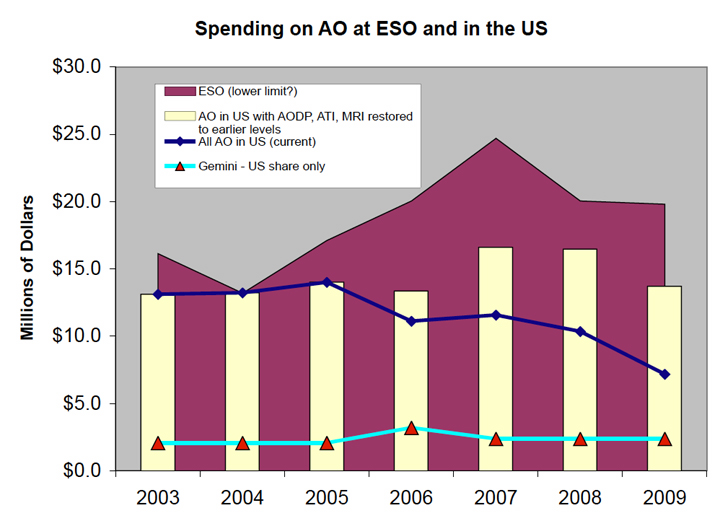 Spending on AO at ESO and in the US
$30.0
$25.0
$20.0
$15.0
$10.0
$5.0
$0.0
Millions of Dollars
ESO (lower limit?)
AO in US with AODP, ATI, MRI restored
to earlier levels
All AO in US (current)
Gemini - US share only
2003 2004 2005 2006 2007 2008 2009